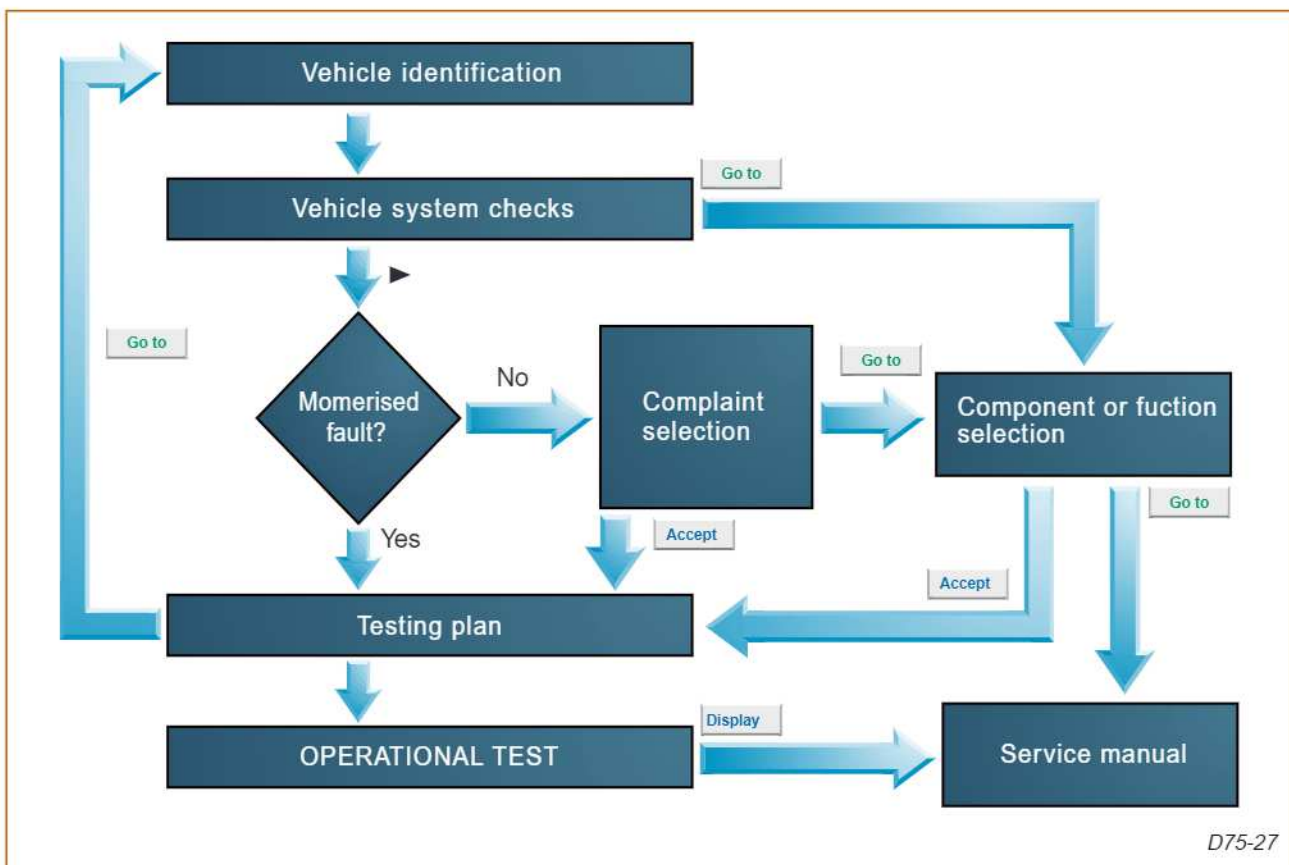 Vehicle identification
Go to
Vehicle system checks
►
Go to
No
Go to
Momerised
fault?
Complaint
selection
Component or fuction
selection
Go to
Yes
Accept
Accept
Testing plan
Display
OPERATIONAL TEST
Service manual
D75-27